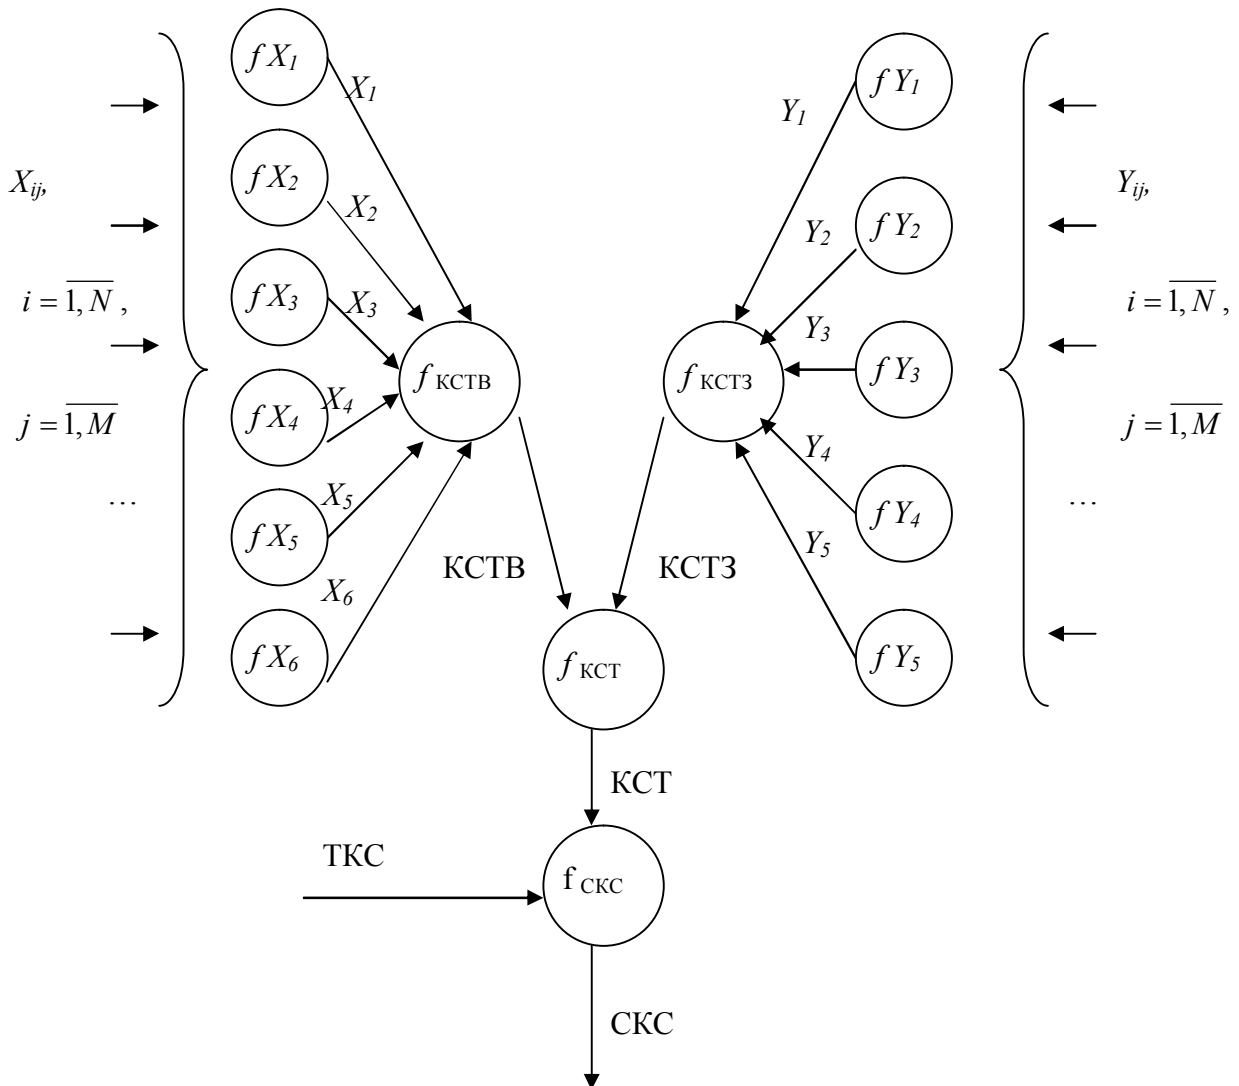 f X1
X1
f Y1
Y1
f X2
X2
Xij,
Yij,
f Y2
Y2
f X3
X3
i = 1, N ,
i = 1, N ,
Y3
f Y3
f КСТВ
f КСТЗ
f X4
X4
j = 1, M
j = 1, M
Y4
X5
...
...
f Y4
f X5
Y5
КСТВ
КСТЗ
X6
f X6
f Y5
f КСТ
КСТ
ТКС
f СКС
СКС